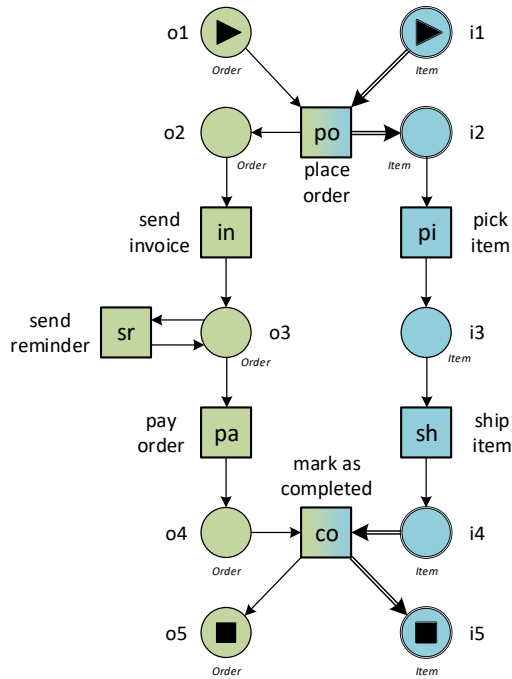 o1
i1
Order
Item
o2
po
i2
Order
place
order
Item
send
invoice
in
pi
pick
item
send
reminder
sr
o3
i3
Order
Item
pay
order
pa
sh
ship
item
mark as
completed
o4
co
i4
Order
Item
o5
i5
Order
Item